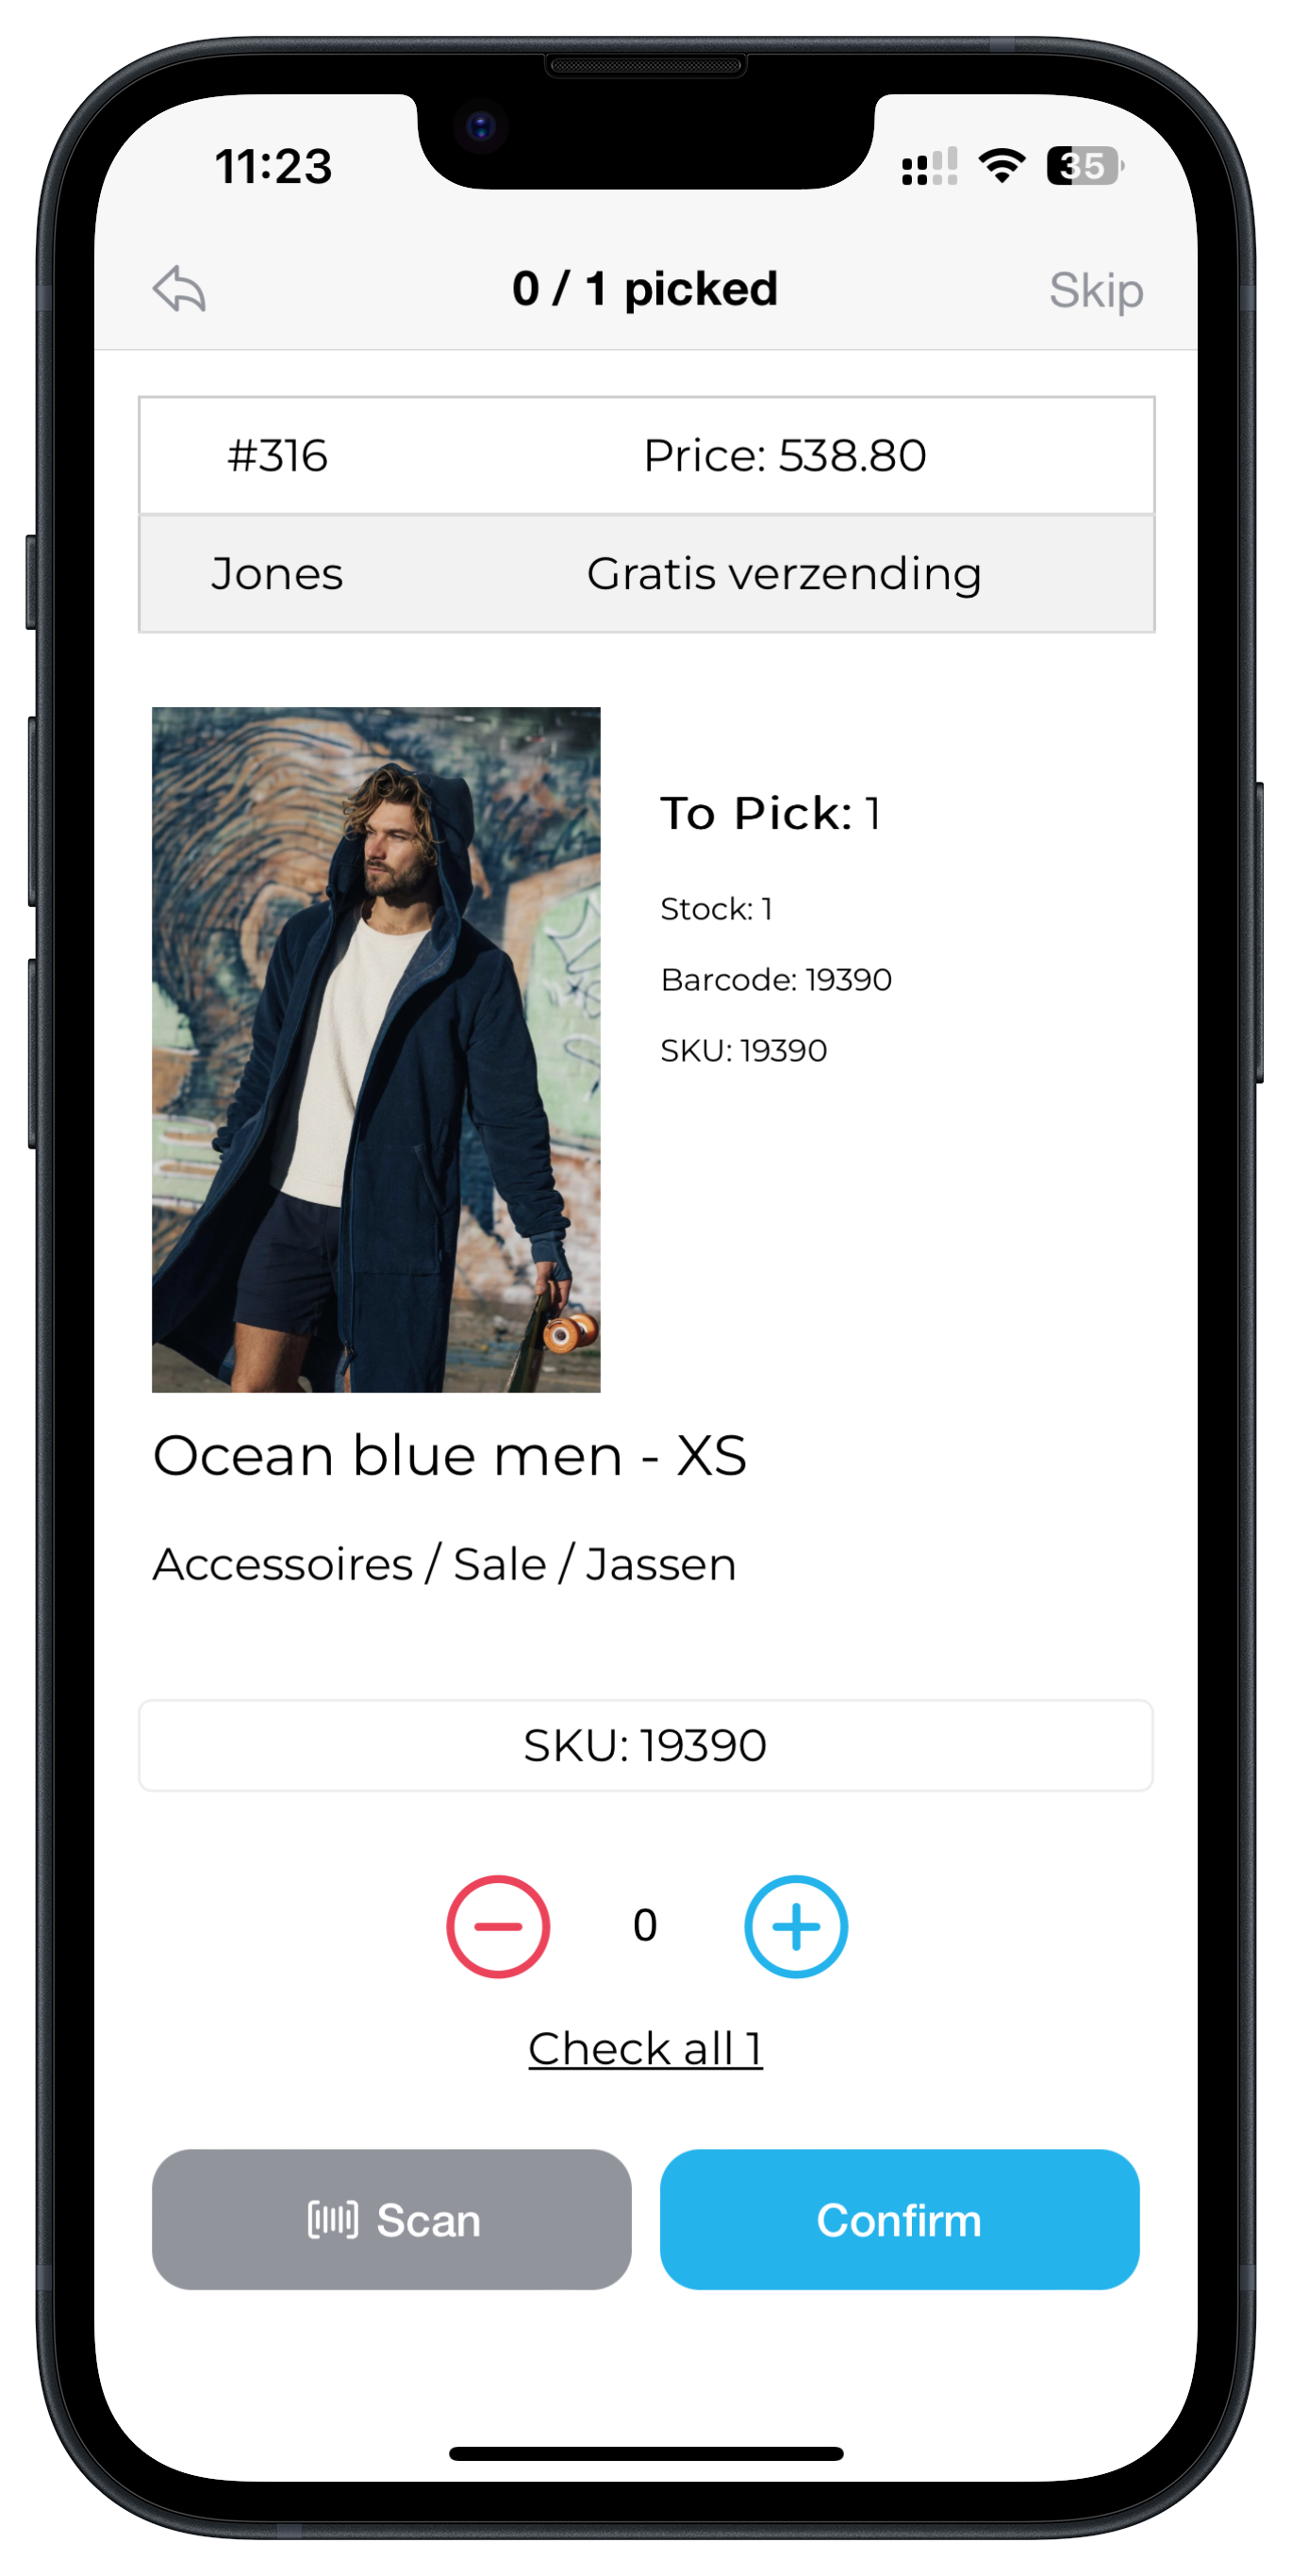 11:23 35
0 / 1 picked Skip
#316 Price: 538.80
Jones Gratis verzending
To Pick: 1
Stock: 1
Barcode: 19390
SKU: 19390
Ocean blue men - XS
Accessoires / Sale / Jassen
SKU: 19390
0
Check all 1
Scan Confirm